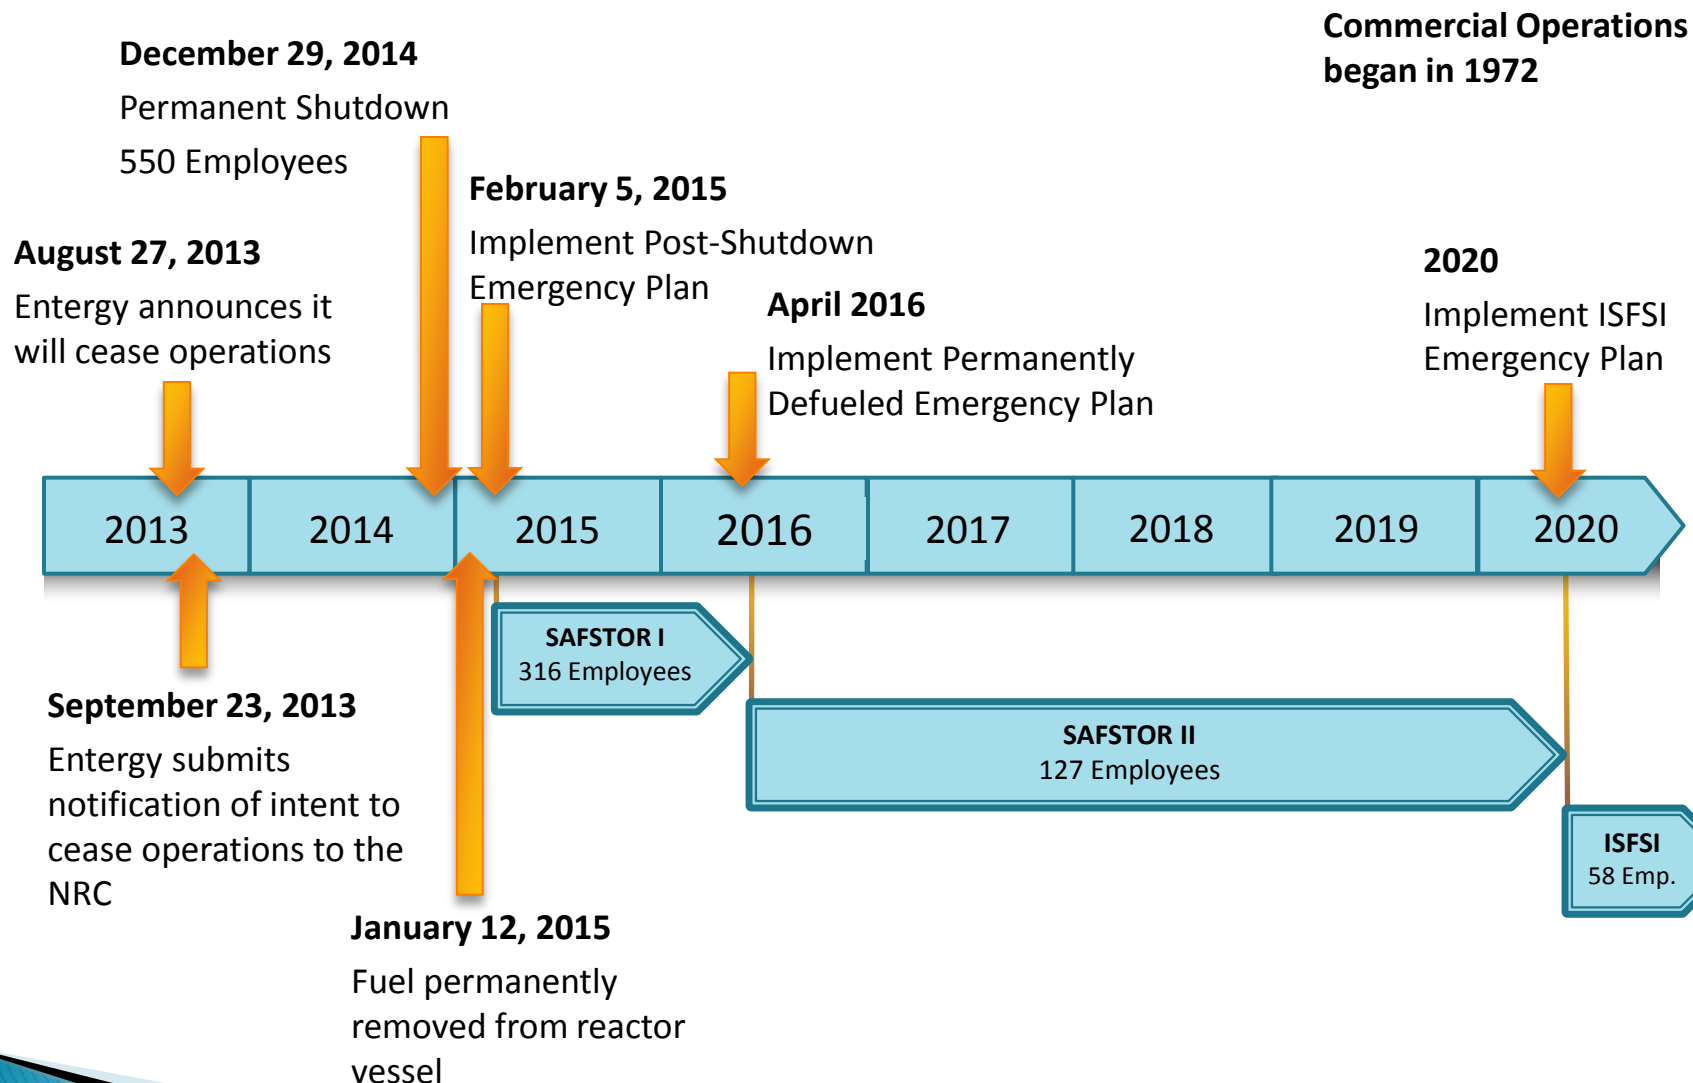 Commercial Operations
began in 1972
December 29, 2014
Permanent Shutdown
550 Employees
February 5, 2015
Implement Post-Shutdown
Emergency Plan
August 27, 2013
Entergy announces it
will cease operations
April 2016
Implement Permanently
Defueled Emergency Plan
2020
Implement ISFSI
Emergency Plan
2013
2014
2015
2016
2017
2018
2019
2020
SAFSTOR I
316 Employees
SAFSTOR II
127 Employees
ISFSI
58 Emp.
September 23, 2013
Entergy submits
notification of intent to
cease operations to the
NRC
January 12, 2015
Fuel permanently
removed from reactor
vessel